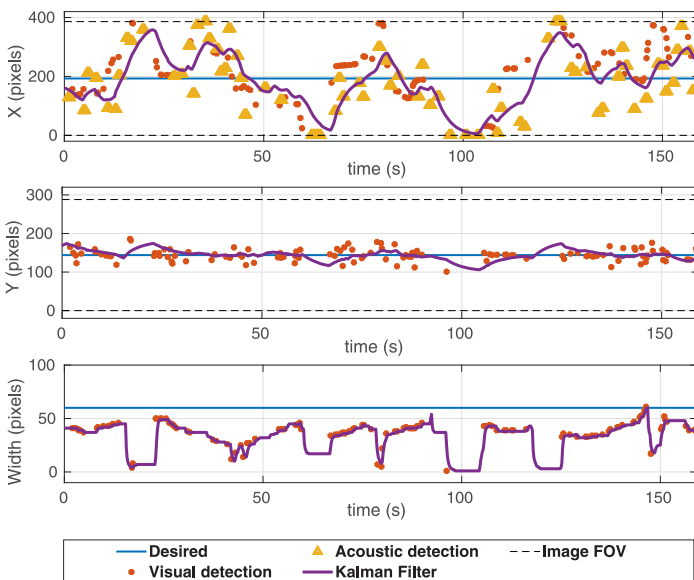 400
200
0
X (pixels)
0 50 100 150
time (s)
300
200
100
0
Y (pixels)
0 50 100 150
time (s)
100
50
0
Width (pixels)
0 50 100 150
time (s)
Desired Acoustic detection Image FOV
Visual detection Kalman Filter